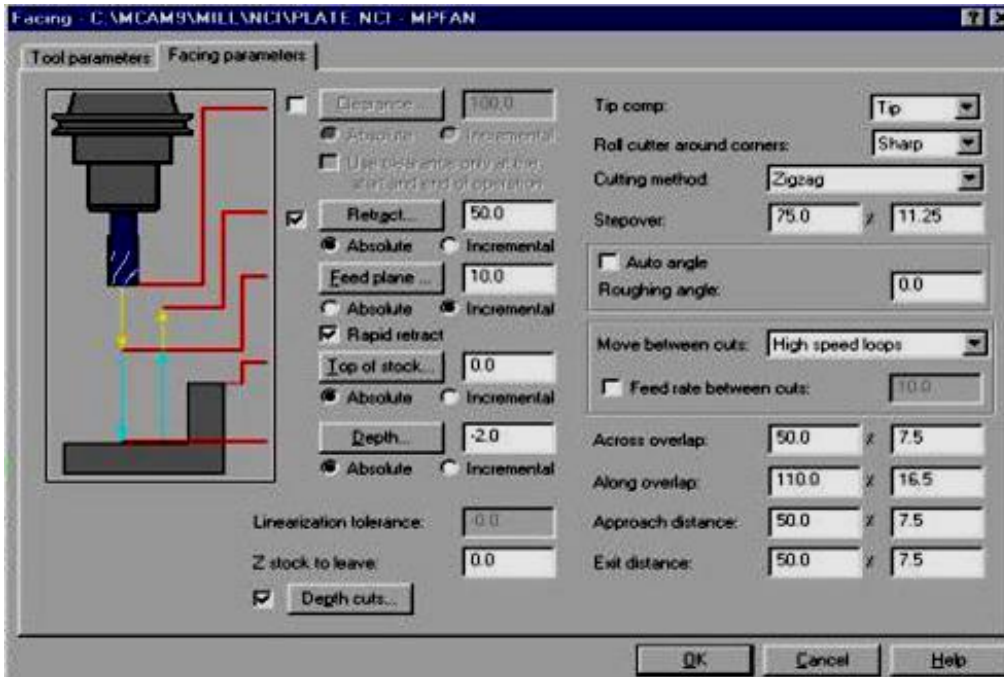 Facing - C:\MCAM9\MILL\NCI\PLATE.NCI - MPFAN
Tool parameters
Facing parameters
Clearance... 100.0
Absolute Incremental
Use clearance only at the
start and end of operation
Retract... 50.0
Absolute Incremental
Feed plane ... 10.0
Absolute Incremental
Rapid retract
Top of stock... 0.0
Absolute Incremental
Depth... -2.0
Absolute Incremental
Linearization tolerance: -0.0
Z stock to leave: 0.0
Depth cuts...
Tip comp: Tip
Roll cutter around corners: Sharp
Cutting method: Zigzag
Stepover: 75.0 % 11.25
Auto angle
Roughing angle: 0.0
Move between cuts: High speed loops
Feed rate between cuts: 10.0
Across overlap: 50.0 % 7.5
Along overlap: 110.0 % 16.5
Approach distance: 50.0 % 7.5
Exit distance: 50.0 % 7.5
OK Cancel Help